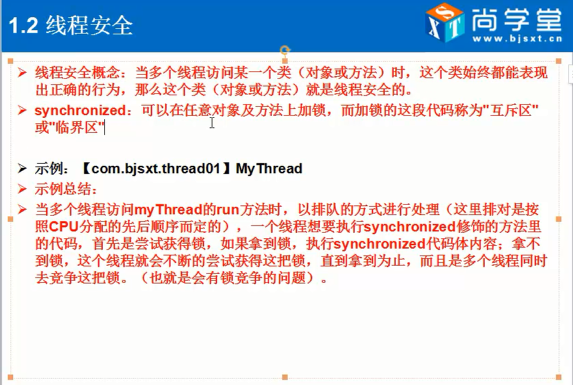 1.2 线程安全
尚学堂
www.bjsxt.com
线程安全概念：当多个线程访问某一个类（对象或方法）时，这个类始终都能表现
出正确的行为，那么这个类（对象或方法）就是线程安全的。
synchronized：可以在任意对象及方法上加锁，而加锁的这段代码称为"互斥区"
或"临界区"
示例：【com.bjsxt.thread01】MyThread
示例总结：
当多个线程访问myThread的run方法时，以排队的方式进行处理（这里排对是按
照CPU分配的先后顺序而定的），一个线程想要执行synchronized修饰的方法里
的代码，首先是尝试获得锁，如果拿到锁，执行synchronized代码体内容；拿不
到锁，这个线程就会不断的尝试获得这把锁，直到拿到为止，而且是多个线程同时
去竞争这把锁。（也就是会有锁竞争的问题）。